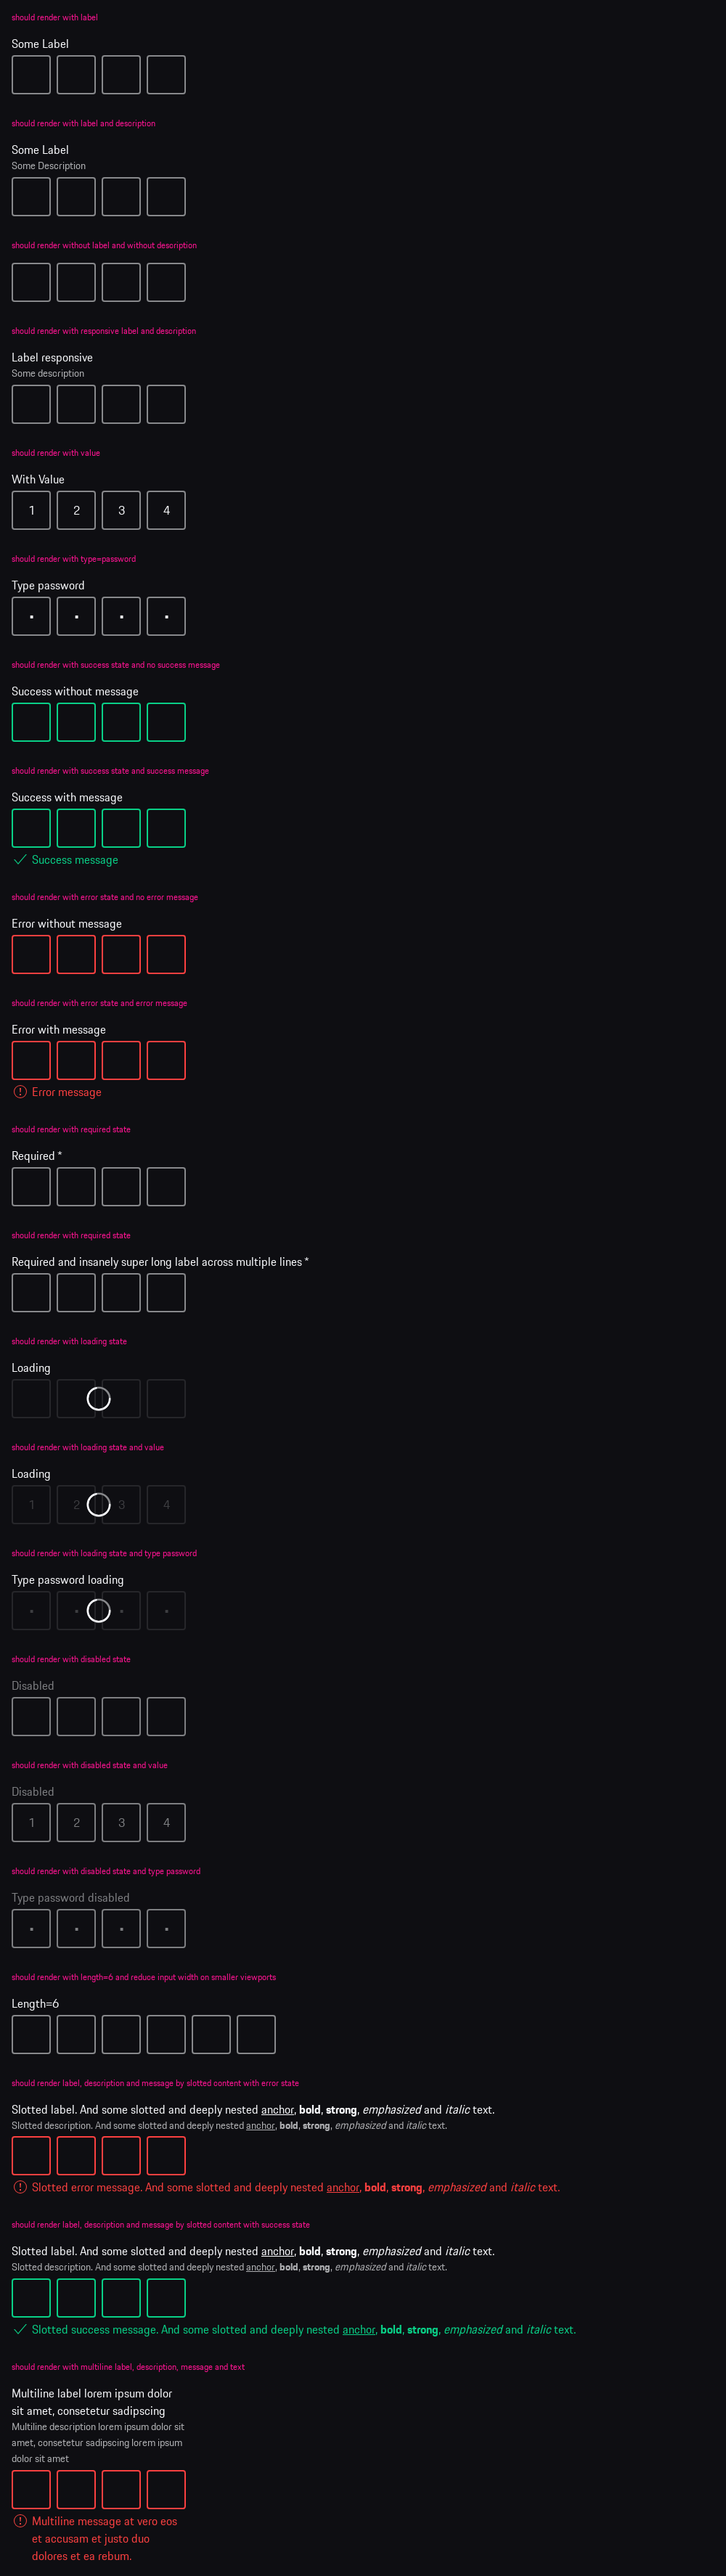 should render with label
Some Label
should render with label and description
Some Label
Some Description
should render without label and without description
should render with responsive label and description
Label responsive
Some description
should render with value
With Value
1 2 3 4
should render with type=password
Type password
should render with success state and no success message
Success without message
should render with success state and success message
Success with message
Success message
should render with error state and no error message
Error without message
should render with error state and error message
Error with message
Error message
should render with required state
Required *
should render with required state
Required and insanely super long label across multiple lines *
should render with loading state
Loading
should render with loading state and value
Loading
1 2 3 4
should render with loading state and type password
Type password loading
should render with disabled state
Disabled
should render with disabled state and value
Disabled
1 2 3 4
should render with disabled state and type password
Type password disabled
should render with length=6 and reduce input width on smaller viewports
Length=6
should render label, description and message by slotted content with error state
Slotted label. And some slotted and deeply nested anchor, bold, strong, emphasized and italic text.
Slotted description. And some slotted and deeply nested anchor, bold, strong, emphasized and italic text.
Slotted error message. And some slotted and deeply nested anchor, bold, strong, emphasized and italic text.
should render label, description and message by slotted content with success state
Slotted label. And some slotted and deeply nested anchor, bold, strong, emphasized and italic text.
Slotted description. And some slotted and deeply nested anchor, bold, strong, emphasized and italic text.
Slotted success message. And some slotted and deeply nested anchor, bold, strong, emphasized and italic text.
should render with multiline label, description, message and text
Multiline label lorem ipsum dolor
sit amet, consetetur sadipscing
Multiline description lorem ipsum dolor sit
amet, consetetur sadipscing lorem ipsum
dolor sit amet
Multiline message at vero eos
et accusam et justo duo
dolores et ea rebum.